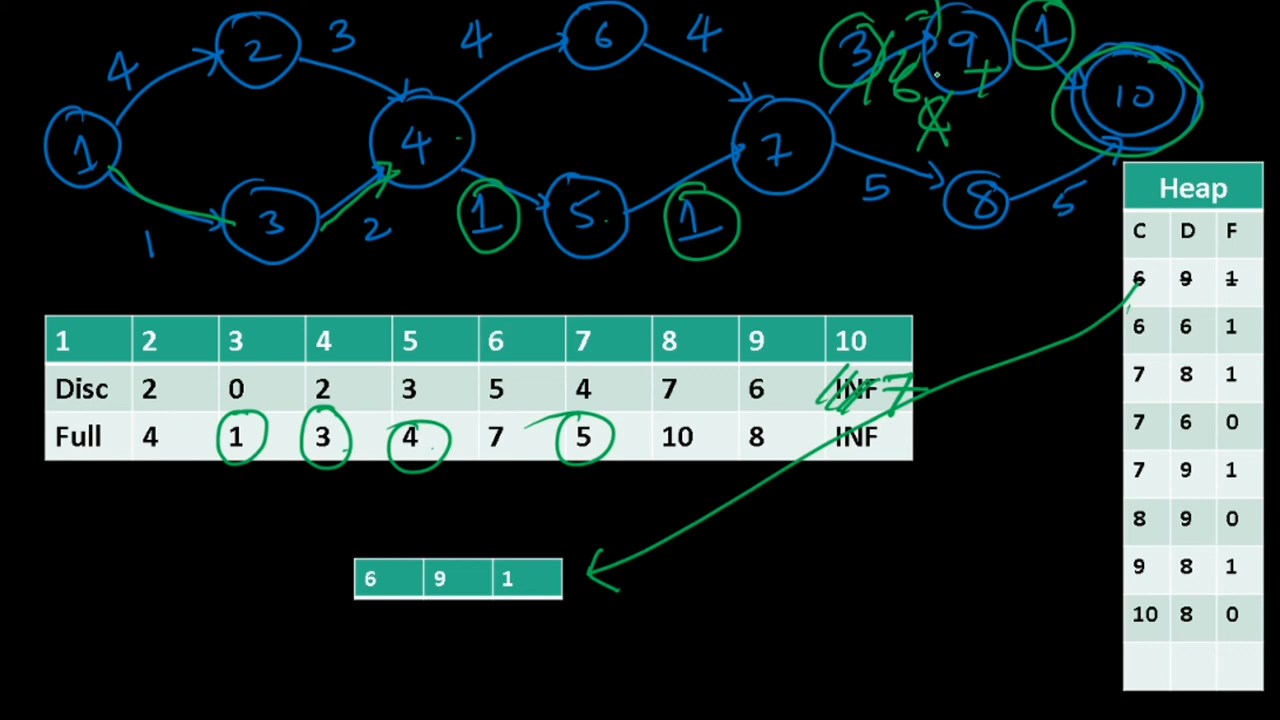 4 2 3 4 6 4 3 6 9 1
1 4 7 10
3 1 5 1 5 8 5
1 2
Heap
C D F
6 9 1
6 6 1
7 8 1
7 6 0
7 9 1
8 9 0
9 8 1
10 8 0
1 2 3 4 5 6 7 8 9 10
Disc 2 0 2 3 5 4 7 6 INF 7
Full 4 1 3 4 7 5 10 8 INF
6 9 1